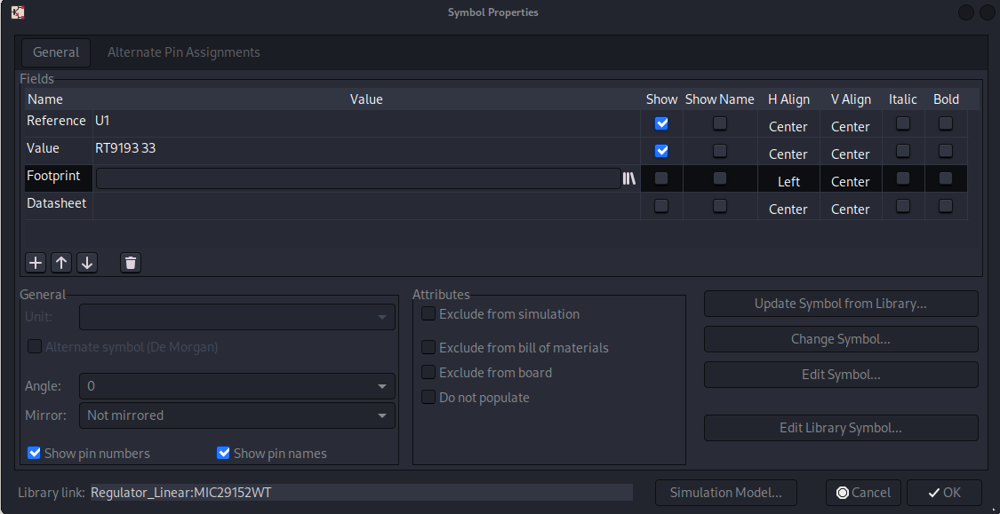 Symbol Properties
General Alternate Pin Assignments
Fields
Name Value Show Show Name H Align V Align Italic Bold
Reference U1 Center Center
Value RT9193 33 Center Center
Footprint Left Center
Datasheet Center Center
General Attributes
Unit: Exclude from simulation Update Symbol from Library...
Alternate symbol (De Morgan) Exclude from bill of materials Change Symbol...
Exclude from board Edit Symbol...
Angle: 0 Do not populate
Mirror: Not mirrored Edit Library Symbol...
Show pin numbers Show pin names
Library link: Regulator_Linear:MIC29152WT Simulation Model... Cancel OK